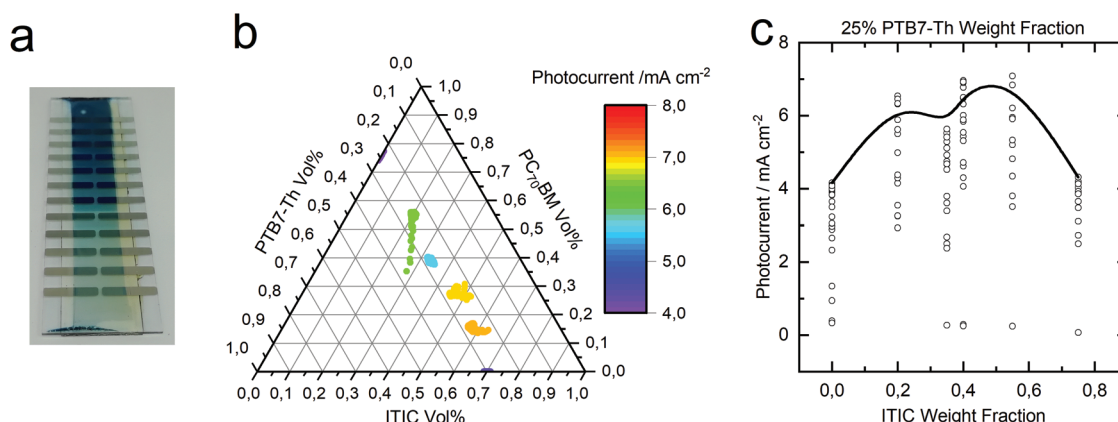 a
b
c
Photocurrent /mA cm⁻²
8,0
7,0
6,0
5,0
4,0
PTB7-Th Vol%
0,0
0,1
0,2
0,3
0,4
0,5
0,6
0,7
0,8
0,9
1,0
PC₇₀BM Vol%
1,0
0,9
0,8
0,7
0,6
0,5
0,4
0,3
0,2
0,1
0,0
0,0 0,1 0,2 0,3 0,4 0,5 0,6 0,7 0,8 0,9 1,0
ITIC Vol%
25% PTB7-Th Weight Fraction
Photocurrent / mA cm⁻²
8
6
4
2
0
0,0 0,2 0,4 0,6 0,8
ITIC Weight Fraction